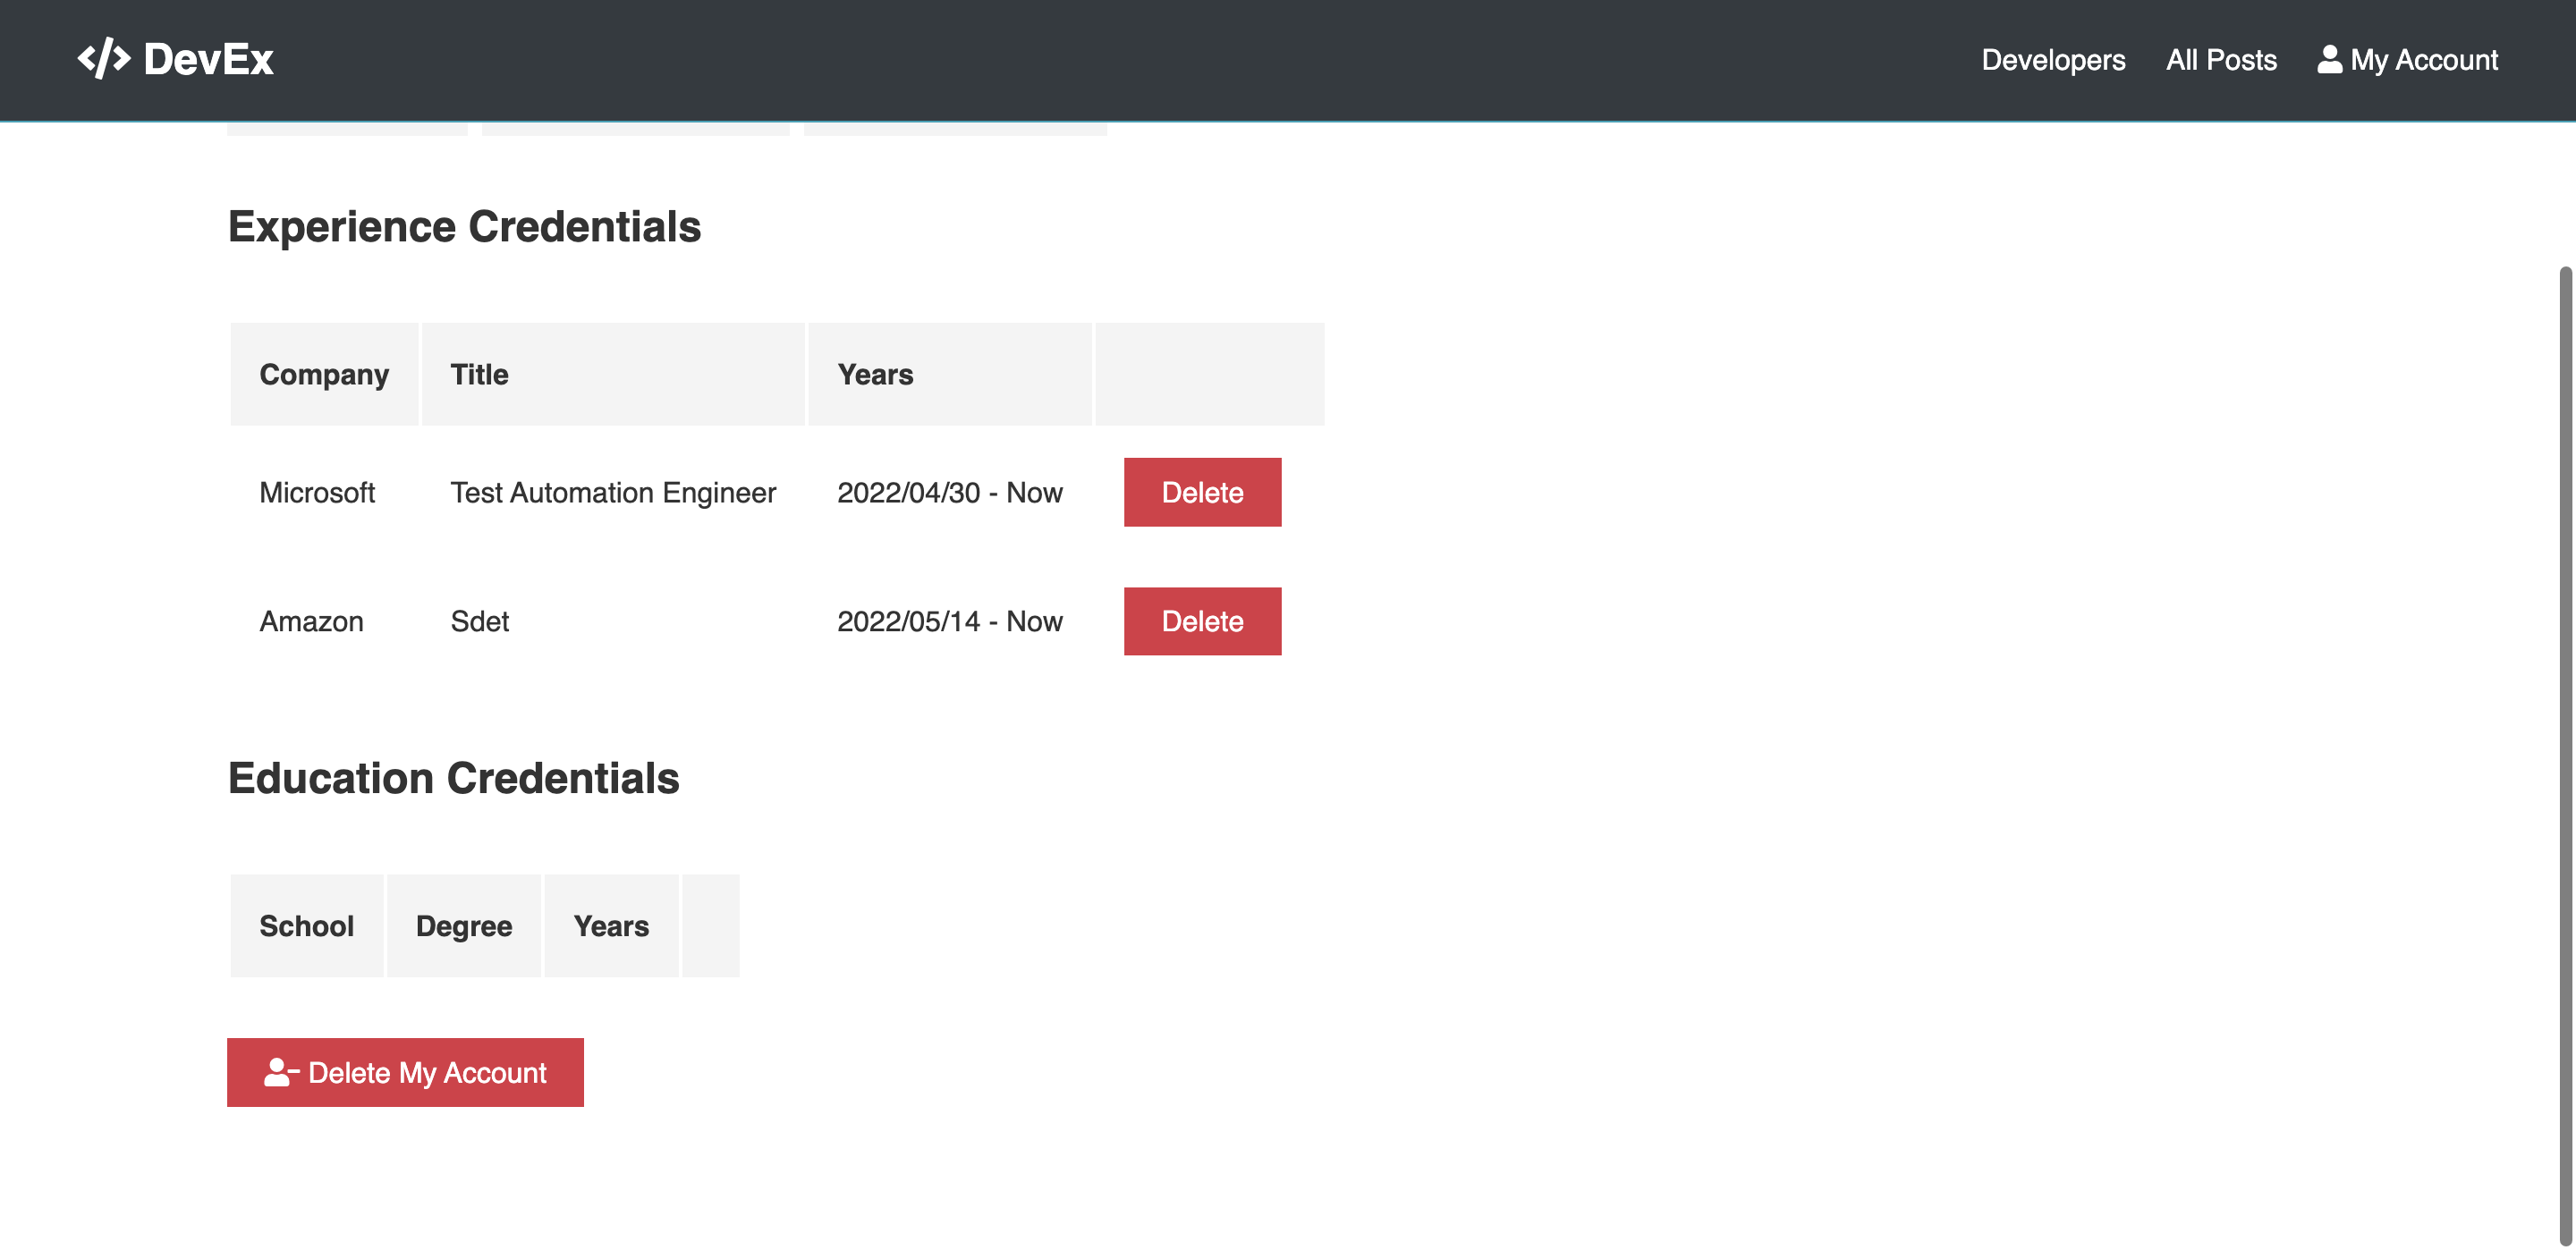 </> DevEx
Developers All Posts My Account
Experience Credentials
Company Title Years
Microsoft Test Automation Engineer 2022/04/30 - Now Delete
Amazon Sdet 2022/05/14 - Now Delete
Education Credentials
School Degree Years
Delete My Account